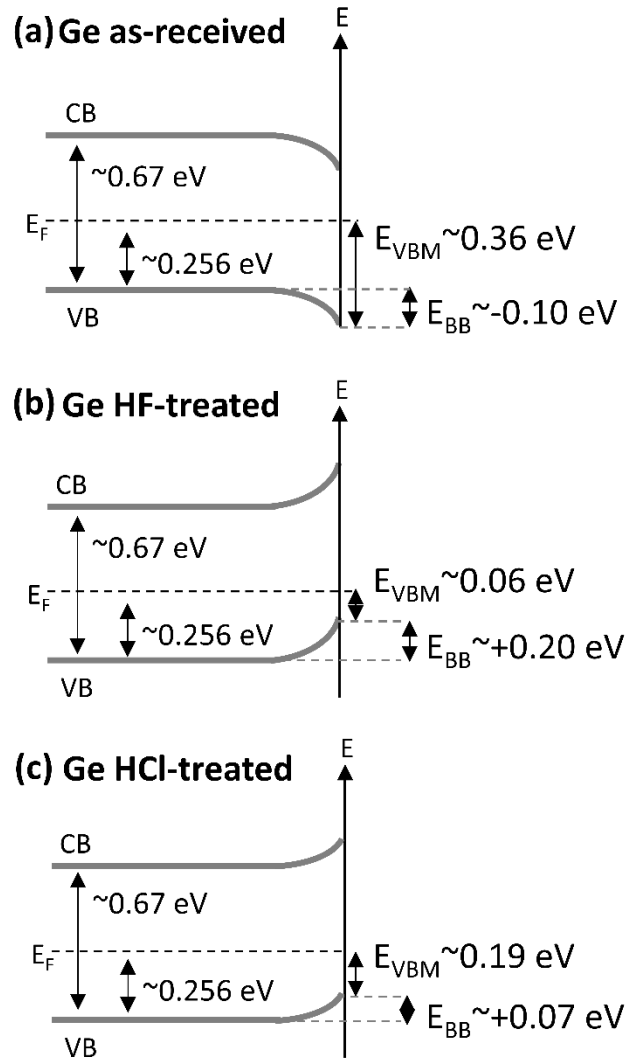 (a) Ge as-received
E
CB
~0.67 eV
E_F
~0.256 eV
E_VBM~0.36 eV
VB
E_BB~-0.10 eV
(b) Ge HF-treated
E
CB
~0.67 eV
E_F
~0.256 eV
E_VBM~0.06 eV
E_BB~+0.20 eV
VB
(c) Ge HCl-treated
E
CB
~0.67 eV
E_F
~0.256 eV
E_VBM~0.19 eV
E_BB~+0.07 eV
VB